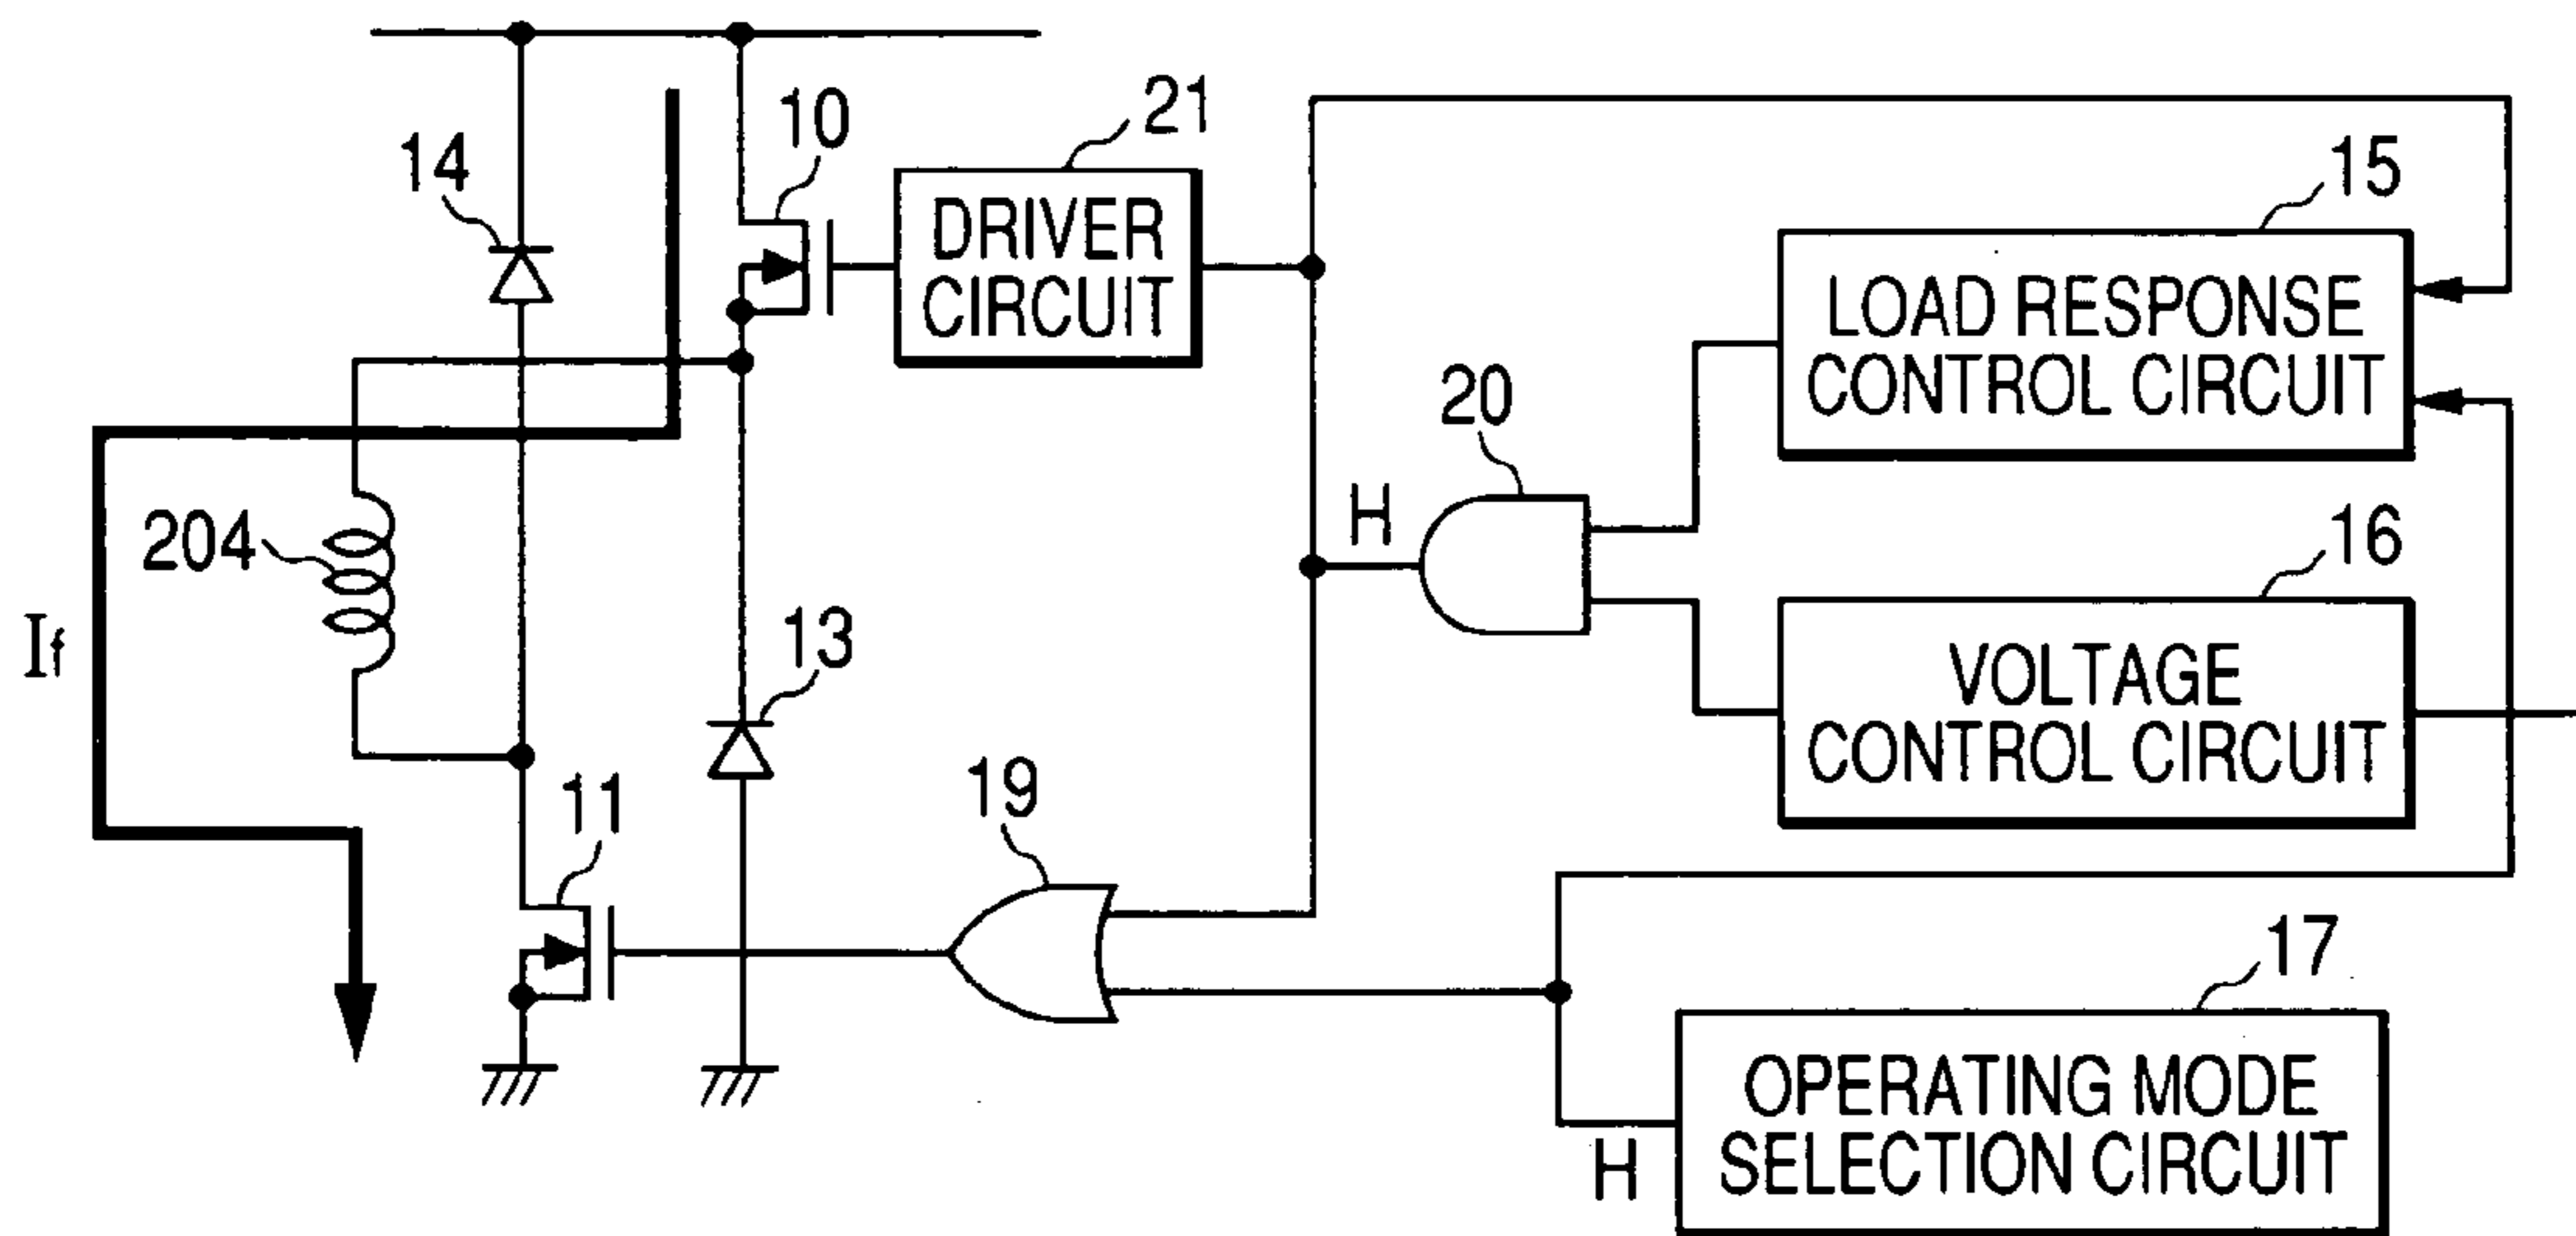 10
21
14
DRIVER
CIRCUIT
15
LOAD RESPONSE
CONTROL CIRCUIT
20
H
204
16
If
13
VOLTAGE
CONTROL CIRCUIT
11
19
17
H
OPERATING MODE
SELECTION CIRCUIT